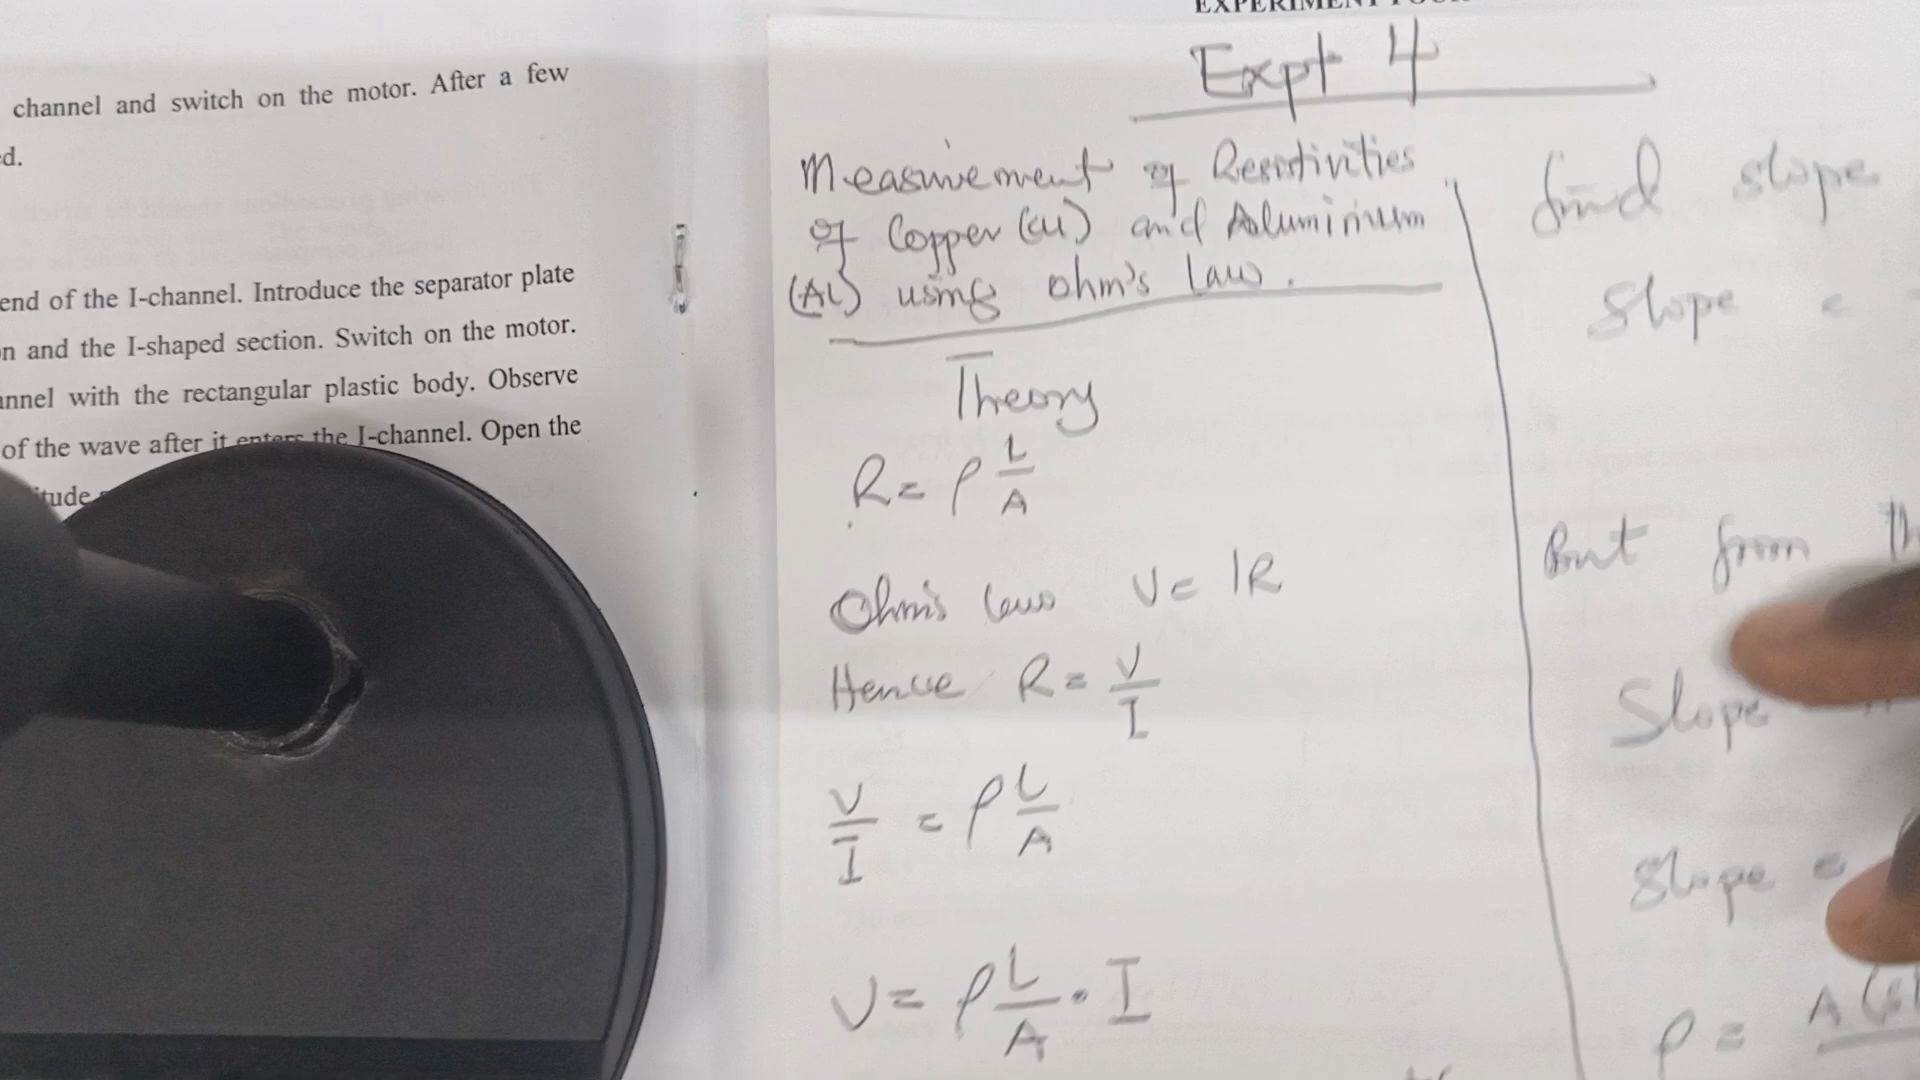 channel and switch on the motor. After a few
end of the I-channel. Introduce the separator plate
and the I-shaped section. Switch on the motor.
with the rectangular plastic body. Observe
of the wave after it enters the I-channel. Open the
Expt 4
Measurement of Resistivities
of Copper (Cu) and Aluminium
(Al) using ohm's law.
Theory
R = ρ L/A
Ohm's law V = IR
Hence R = V/I
V/I = ρ L/A
V = ρ L/A . I
find slope
Slope =
But from
Slope
Slope =
ρ = A